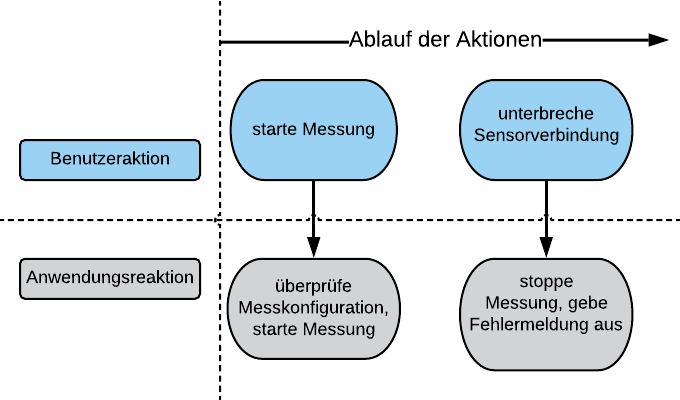 Ablauf der Aktionen
Benutzeraktion
starte Messung
unterbreche
Sensorverbindung
Anwendungsreaktion
überprüfe
Messkonfiguration,
starte Messung
stoppe
Messung, gebe
Fehlermeldung aus